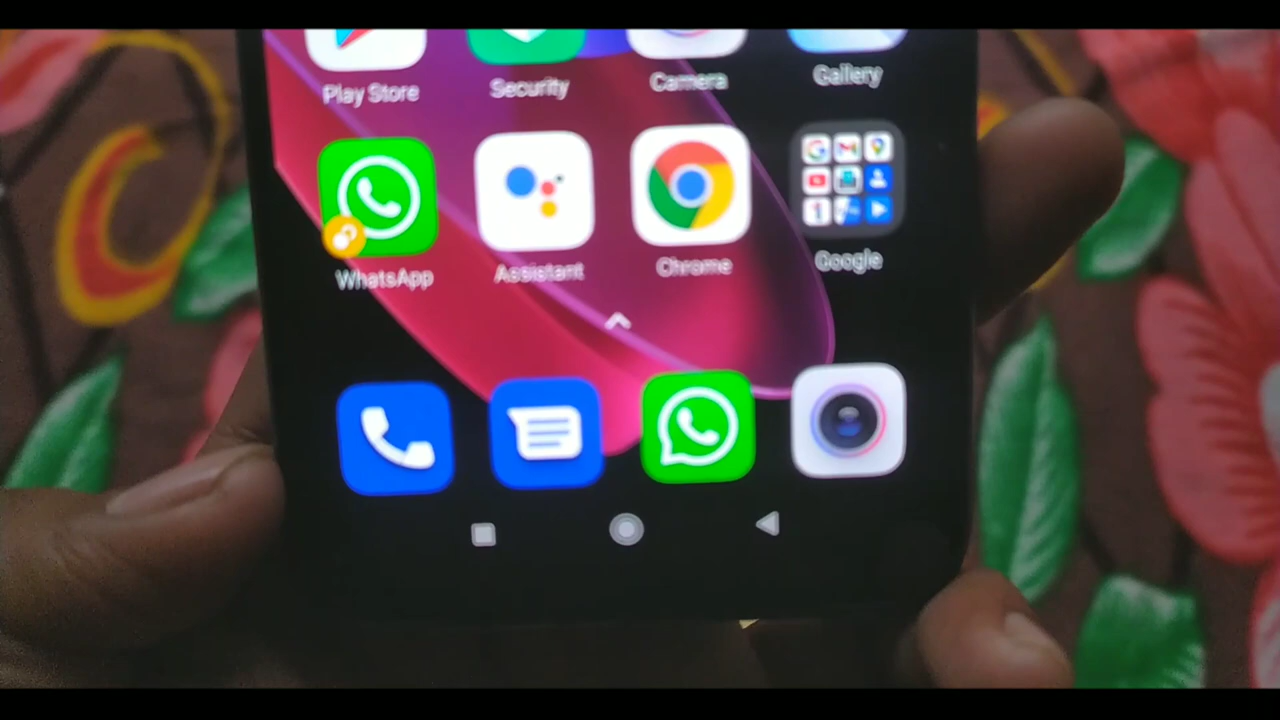 Play Store
Security
Camera
Gallery
WhatsApp
Assistant
Chrome
Google